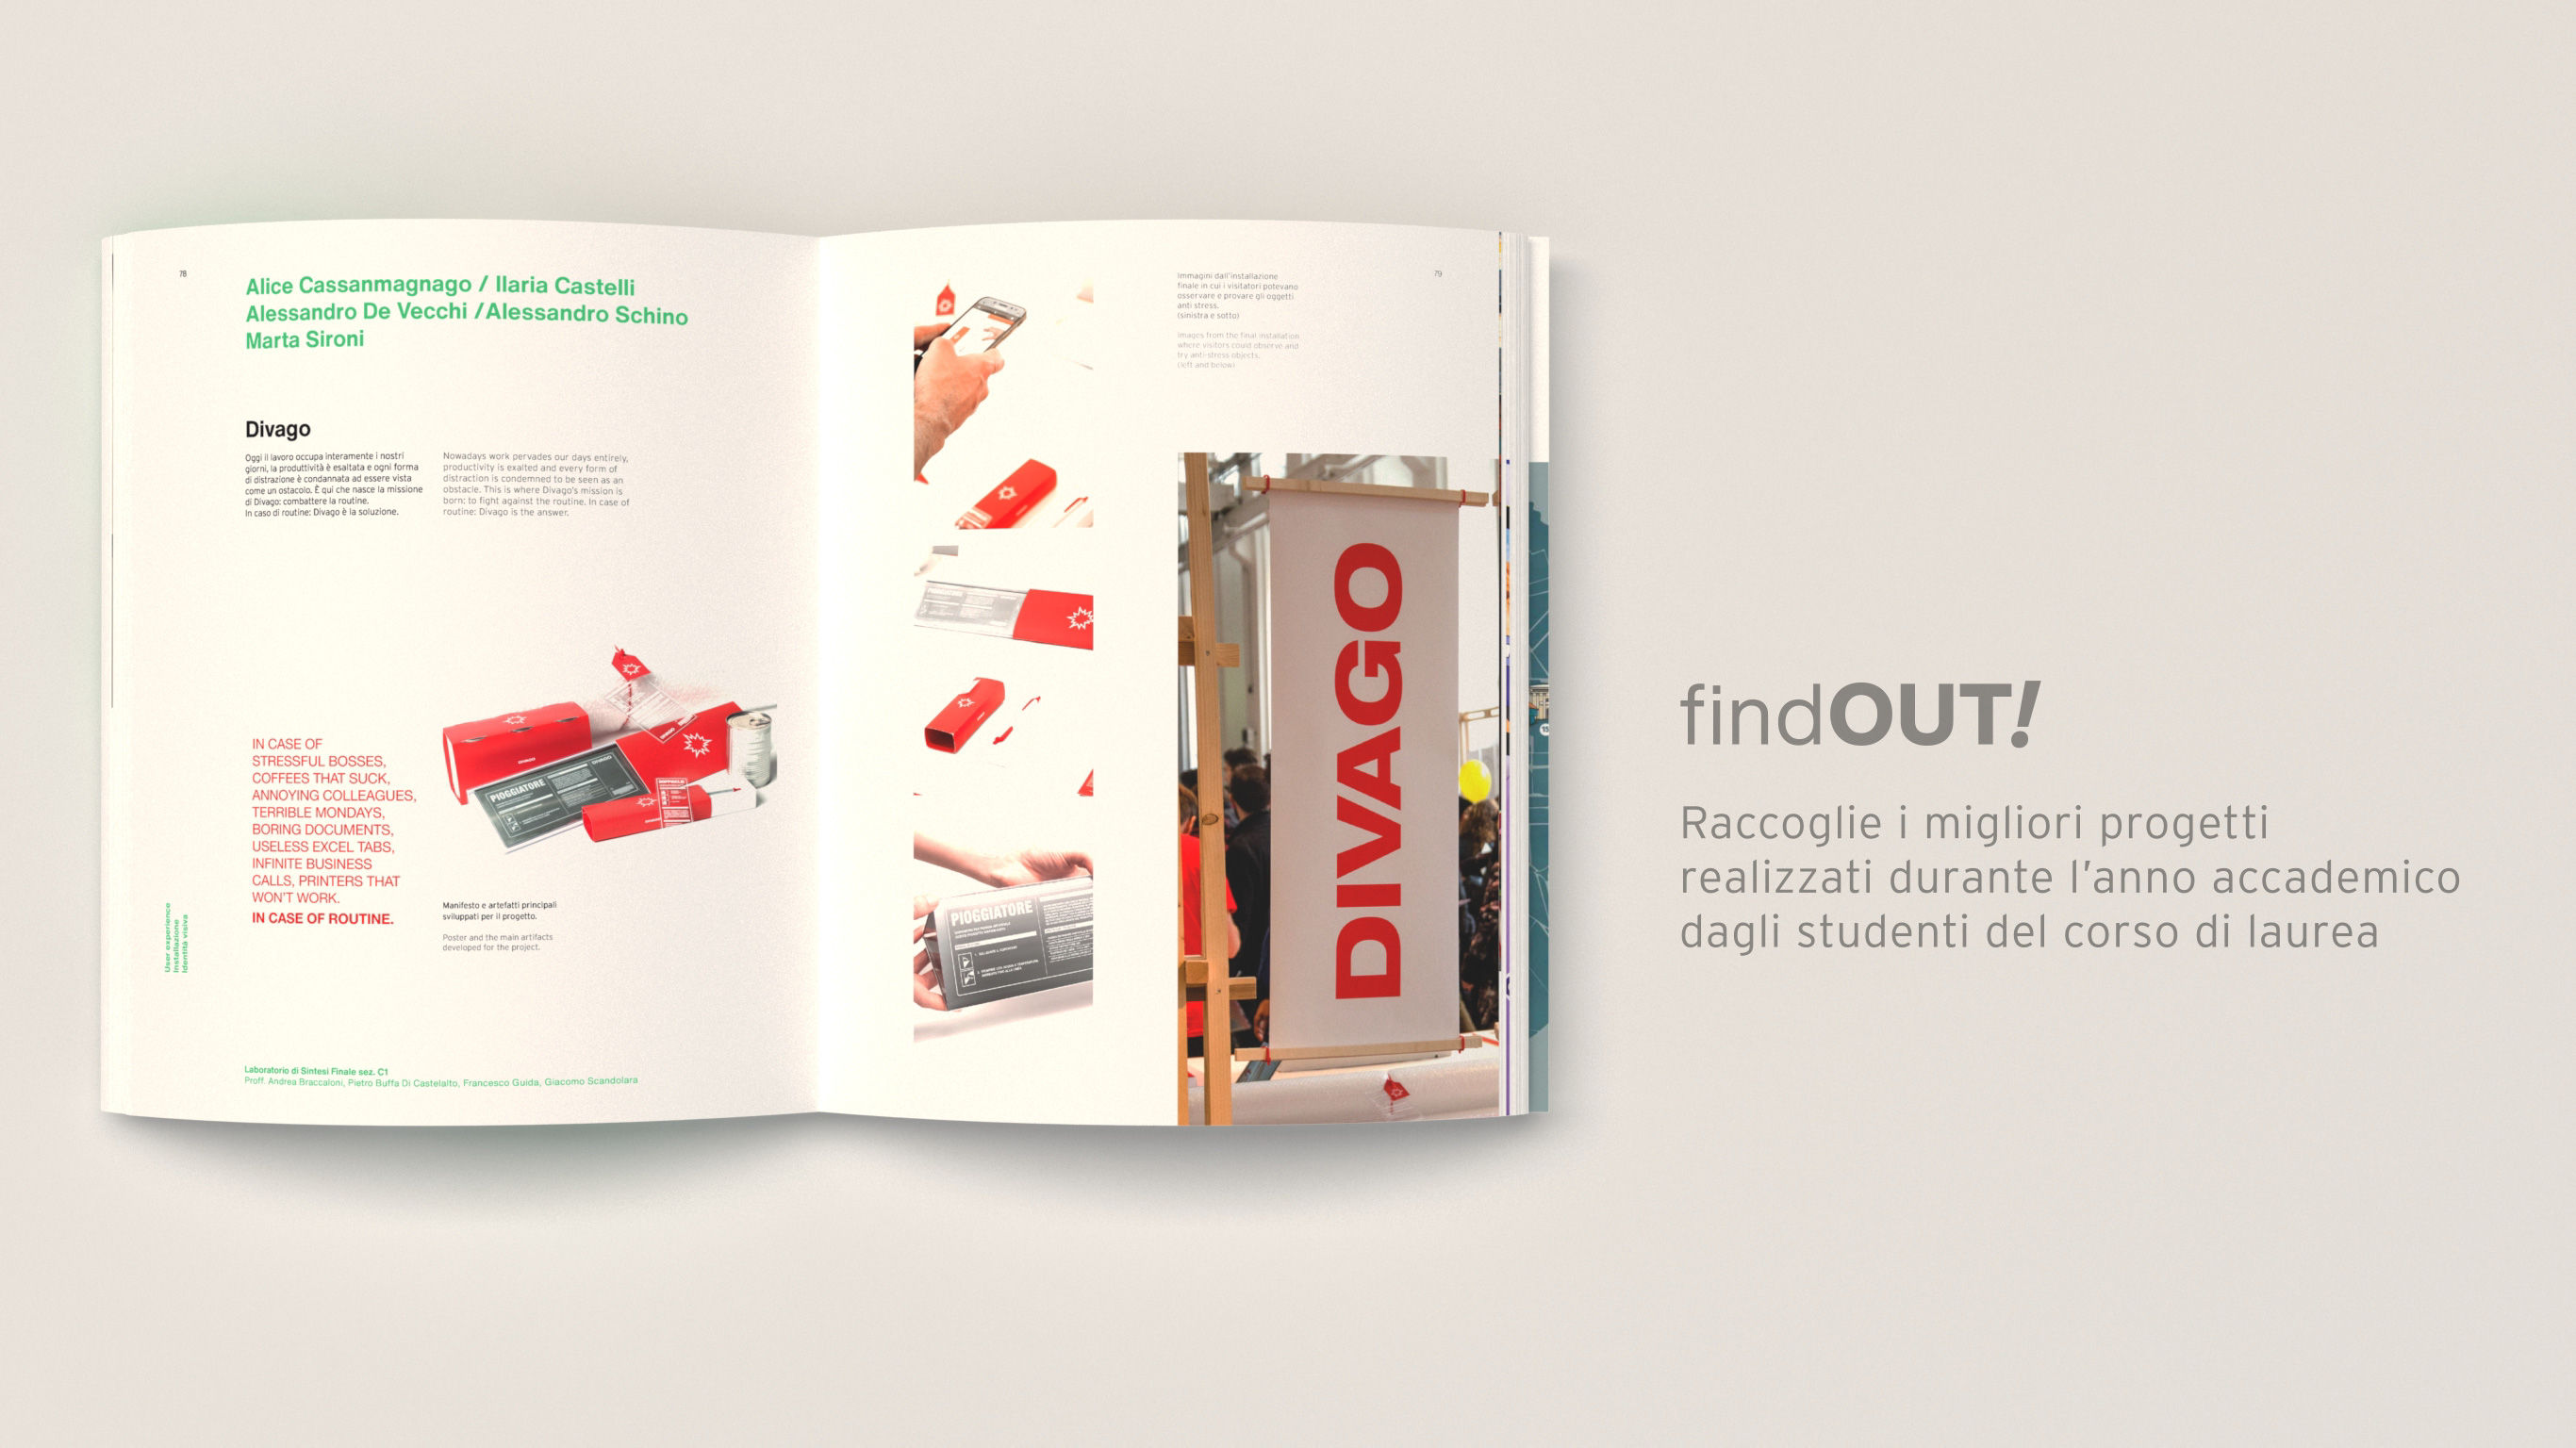 78
Alice Cassanmagnago / Ilaria Castelli
Alessandro De Vecchi /Alessandro Schino
Marta Sironi
Divago
Oggi il lavoro occupa interamente i nostri
giorni, la produttività è esaltata e ogni forma
di distrazione è condannata ad essere vista
come un ostacolo. È qui che nasce la missione
di Divago: combattere la routine.
In caso di routine: Divago è la soluzione.
Nowadays work pervades our days entirely,
productivity is exalted and every form of
distraction is condemned to be seen as an
obstacle. This is where Divago's mission is
born: to fight against the routine. In case of
routine: Divago is the answer.
IN CASE OF
STRESSFUL BOSSES,
COFFEES THAT SUCK,
ANNOYING COLLEAGUES,
TERRIBLE MONDAYS,
BORING DOCUMENTS,
USELESS EXCEL TABS,
INFINITE BUSINESS
CALLS, PRINTERS THAT
WON'T WORK.
IN CASE OF ROUTINE.
PIOGGIATORE
DIVAGO
Manifesto e artefatti principali
sviluppati per il progetto.
Poster and the main artifacts
developed for the project.
User experience
Installazione
Identità visiva
Laboratorio di Sintesi Finale sez. C1
Proff. Andrea Braccaloni, Pietro Buffa Di Castelalto, Francesco Guida, Giacomo Scandolara
Immagini dall'installazione
finale in cui i visitatori potevano
osservare e provare gli oggetti
anti stress.
(sinistra e sotto)
Images from the final installation
where visitors could observe and
try anti-stress objects.
(left and below)
79
PIOGGIATORE
DIVAGO
findOUT!
Raccoglie i migliori progetti
realizzati durante l'anno accademico
dagli studenti del corso di laurea